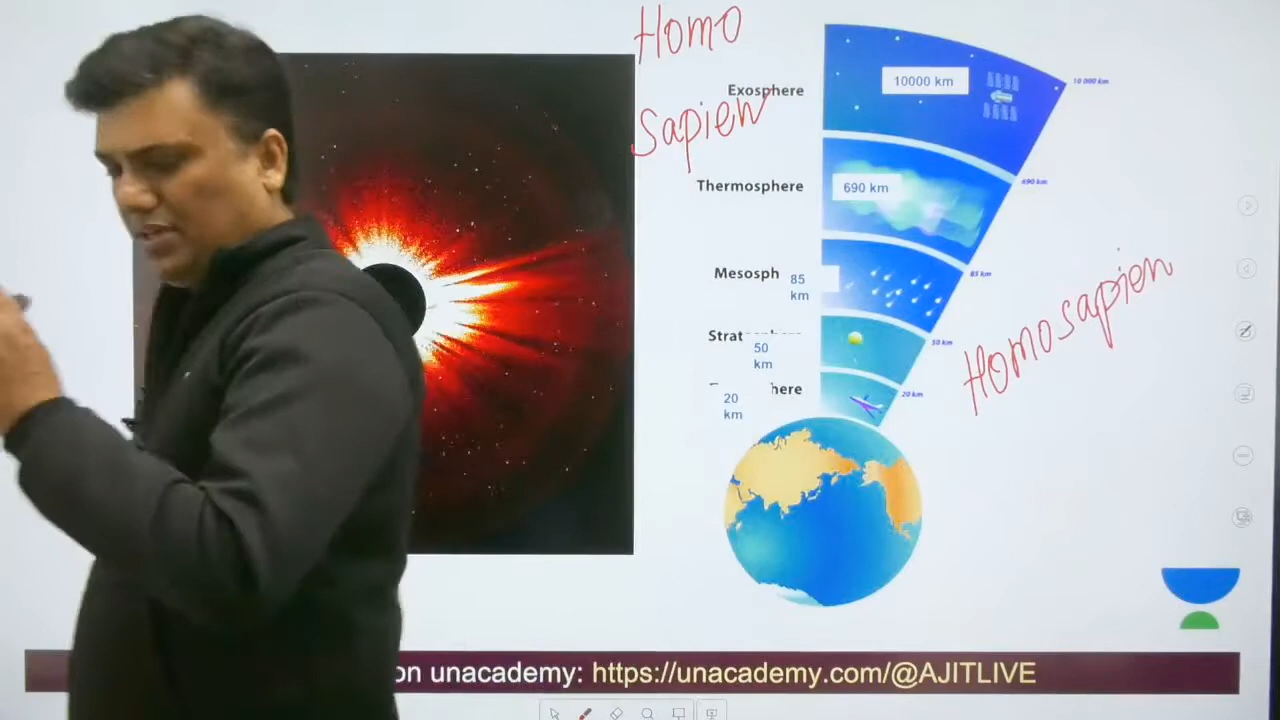 Homo
Sapien
Exosphere
10000 km
10 000 km
Thermosphere
690 km
690 km
Mesosph
85
km
85 km
Homosapien
Strat
50
km
50 km
here
20
km
20 km
on unacademy: https://unacademy.com/@AJITLIVE